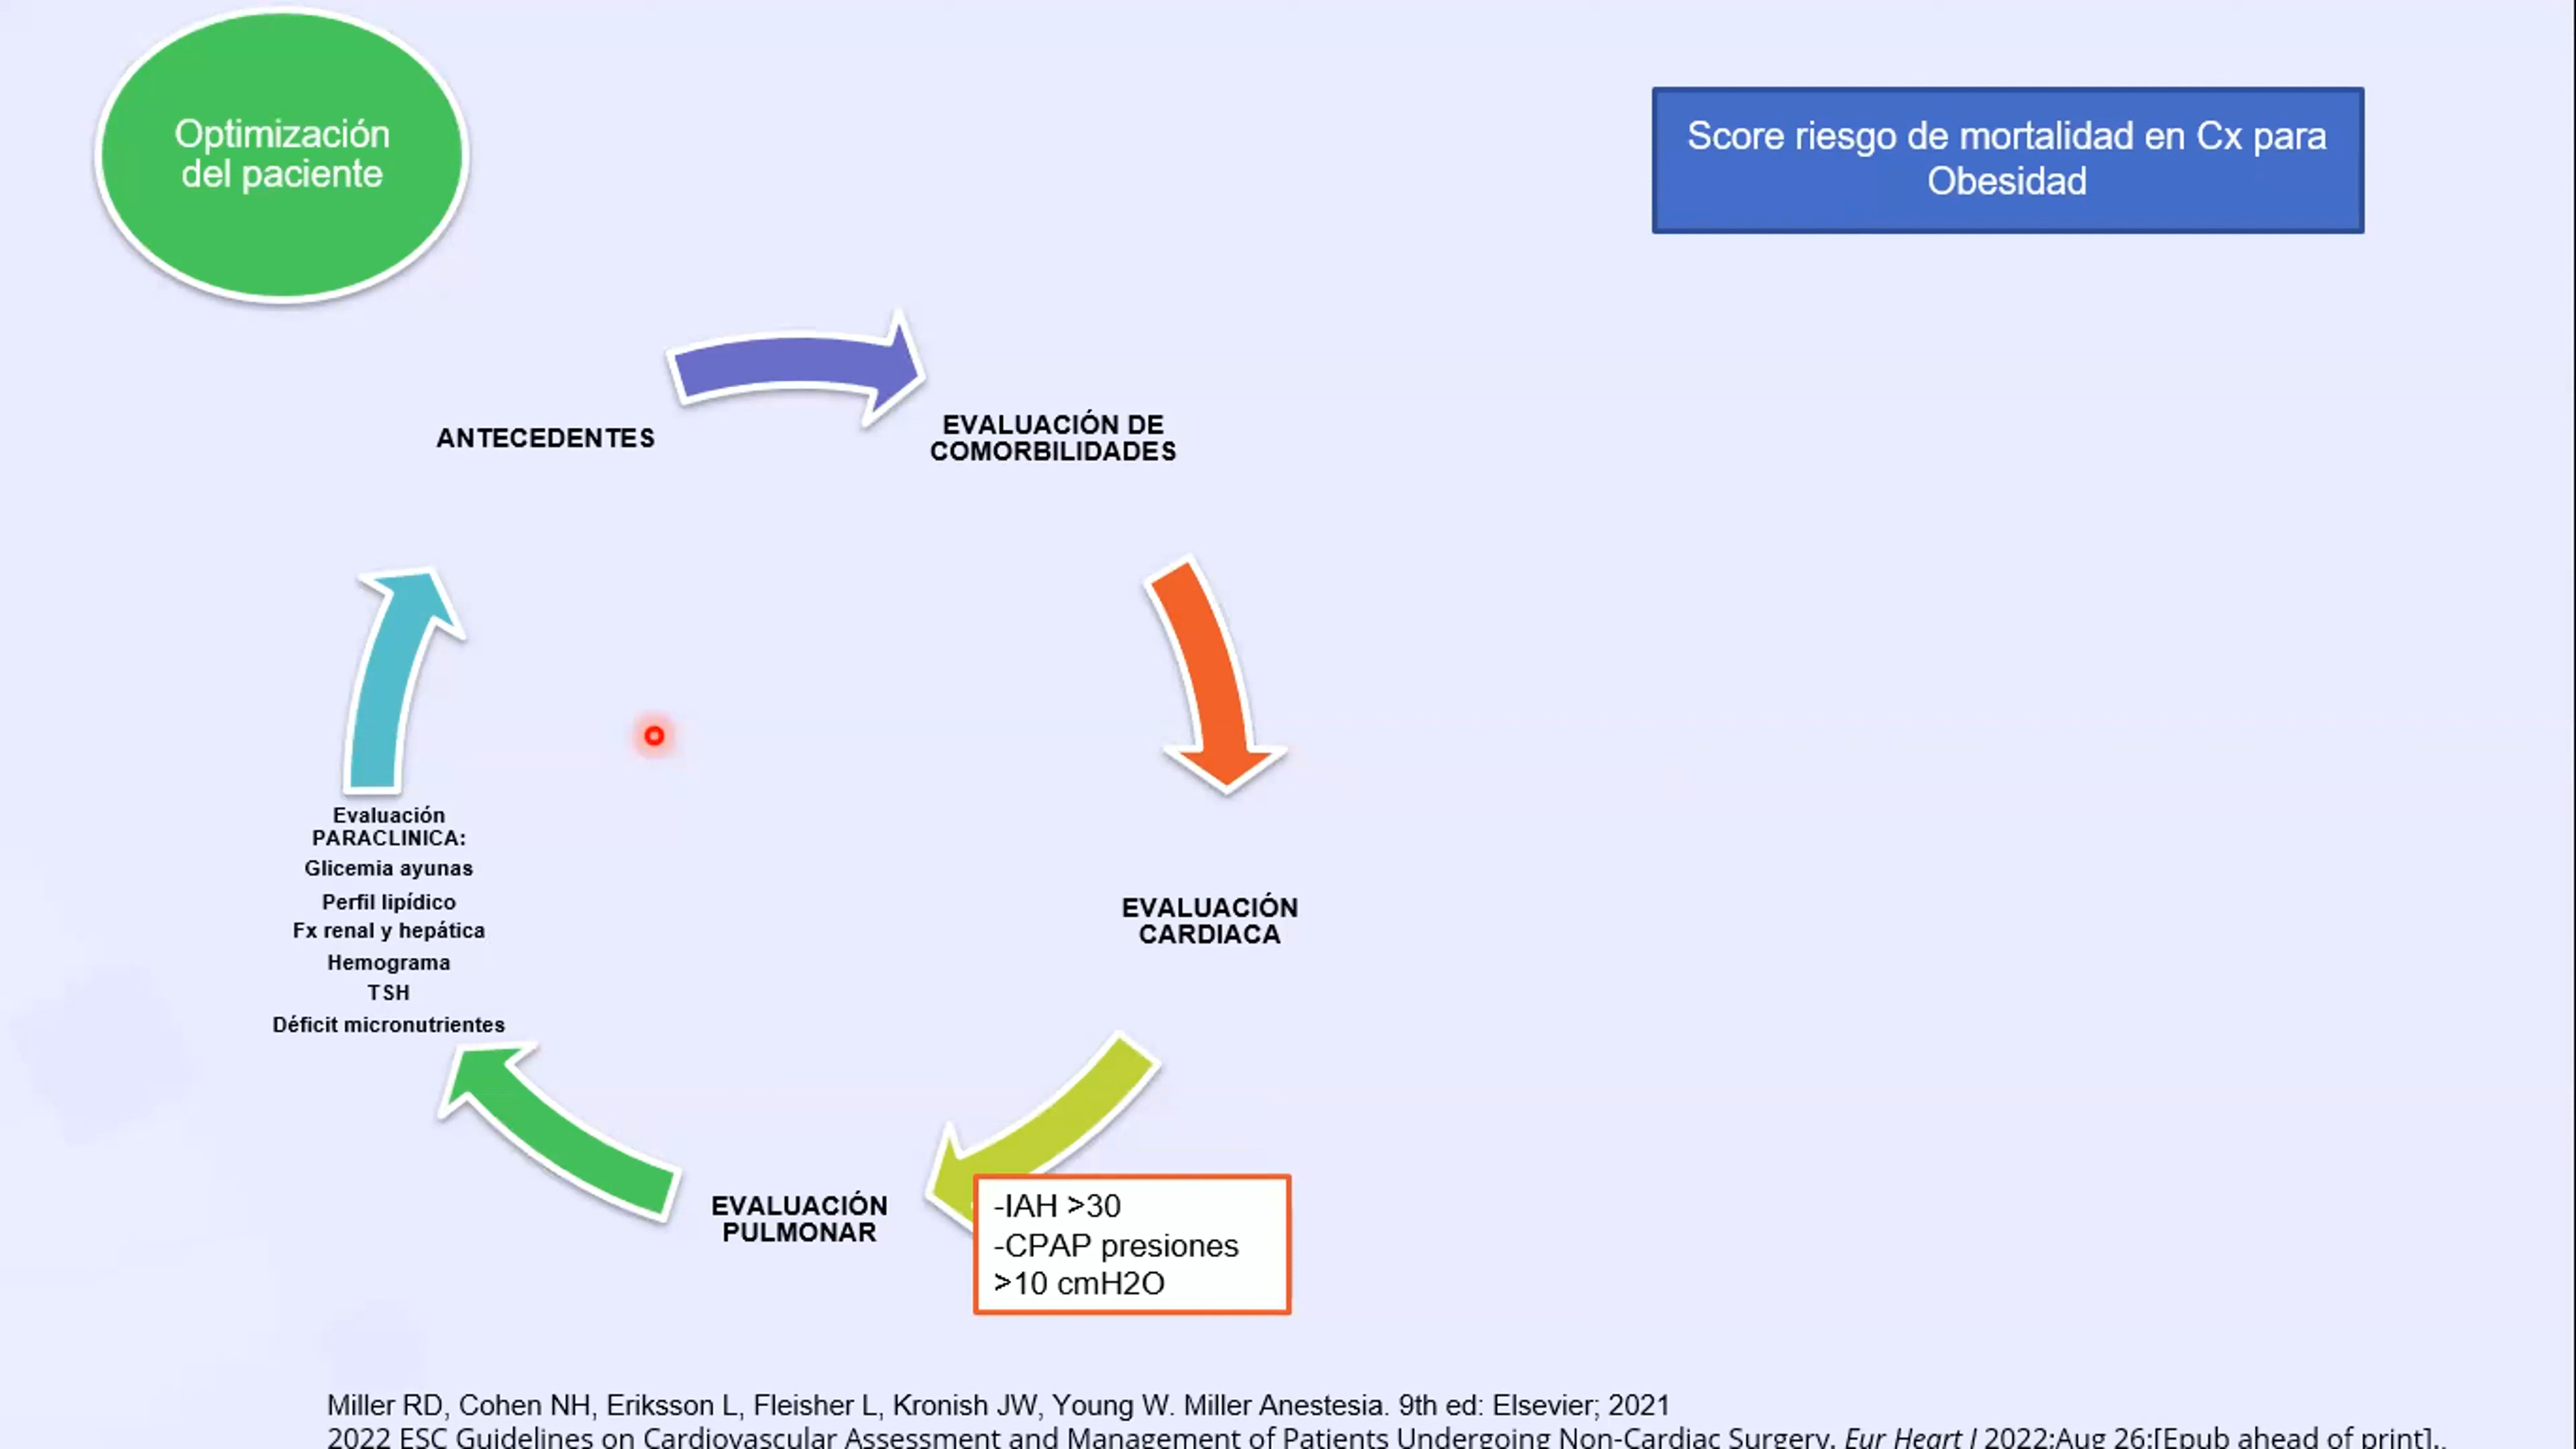 Optimización
del paciente
Score riesgo de mortalidad en Cx para
Obesidad
ANTECEDENTES
EVALUACIÓN DE
COMORBILIDADES
EVALUACIÓN
CARDIACA
-IAH >30
-CPAP presiones
>10 cmH2O
EVALUACIÓN
PULMONAR
Evaluación
PARACLINICA:
Glicemia ayunas
Perfil lipídico
Fx renal y hepática
Hemograma
TSH
Déficit micronutrientes
Miller RD, Cohen NH, Eriksson L, Fleisher L, Kronish JW, Young W. Miller Anestesia. 9th ed: Elsevier; 2021
2022 ESC Guidelines on Cardiovascular Assessment and Management of Patients Undergoing Non-Cardiac Surgery. Eur Heart J 2022;Aug 26:[Epub ahead of print]..